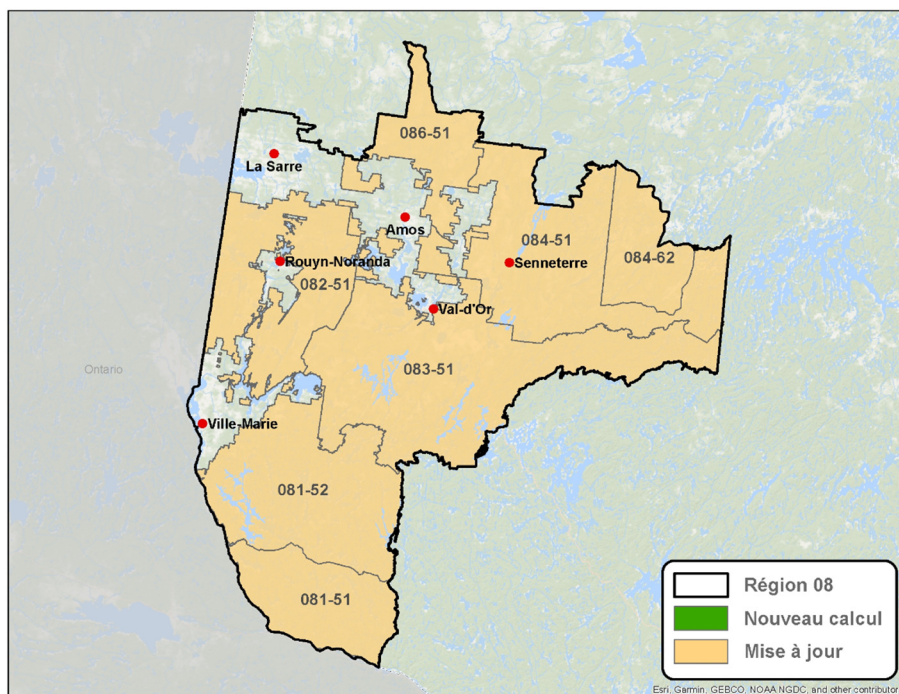 086-51
La Sarre
Amos
084-51
084-62
Rouyn-Noranda
Senneterre
082-51
Val-d'Or
083-51
Ontario
Ville-Marie
081-52
081-51
Région 08
Nouveau calcul
Mise à jour
Esri, Garmin, GEBCO, NOAA NGDC, and other contributor